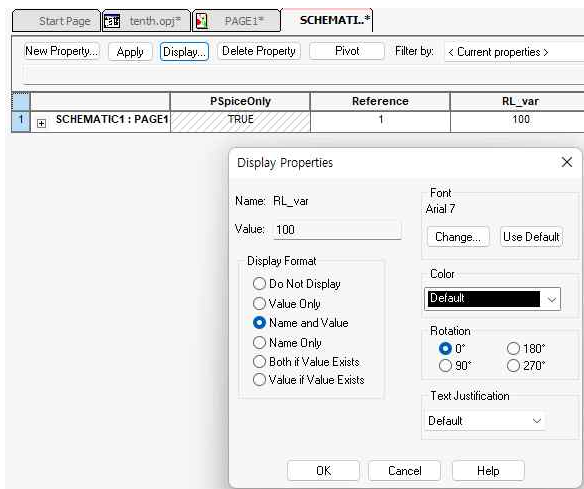 Start Page tenth.opj* PAGE1* SCHEMATI..*
New Property... Apply Display... Delete Property Pivot Filter by: < Current properties >
PSpiceOnly Reference RL_var
1 SCHEMATIC1 : PAGE1 TRUE 1 100
Display Properties
Name: RL_var
Value: 100
Font
Arial 7
Change... Use Default
Display Format
Do Not Display
Value Only
Name and Value
Name Only
Both if Value Exists
Value if Value Exists
Color
Default
Rotation
0° 180°
90° 270°
Text Justification
Default
OK Cancel Help